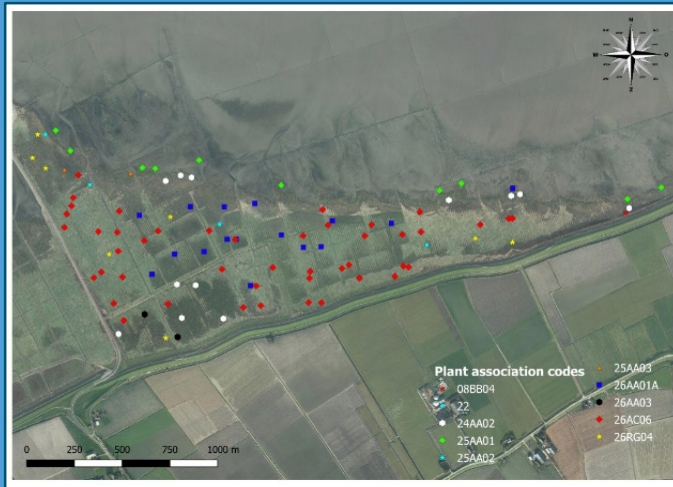 N
W
O
Z
Plant association codes
08BB04
22
24AA02
25AA01
25AA02
25AA03
26AA01A
26AA03
26AC06
26RG04
0 250 500 750 1000 m